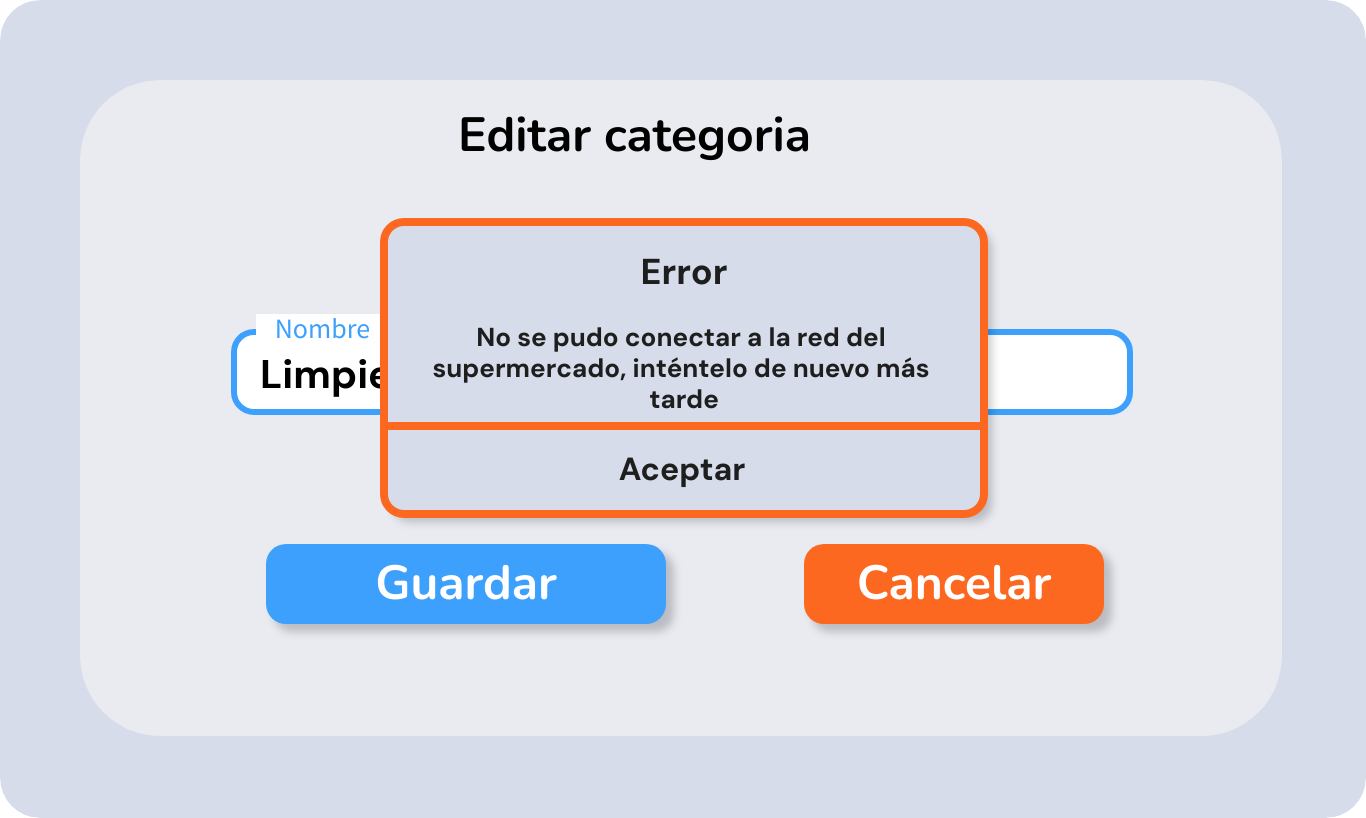 Editar categoria
Error
No se pudo conectar a la red del
supermercado, inténtelo de nuevo más
tarde
Nombre
Limpie
Aceptar
Guardar
Cancelar